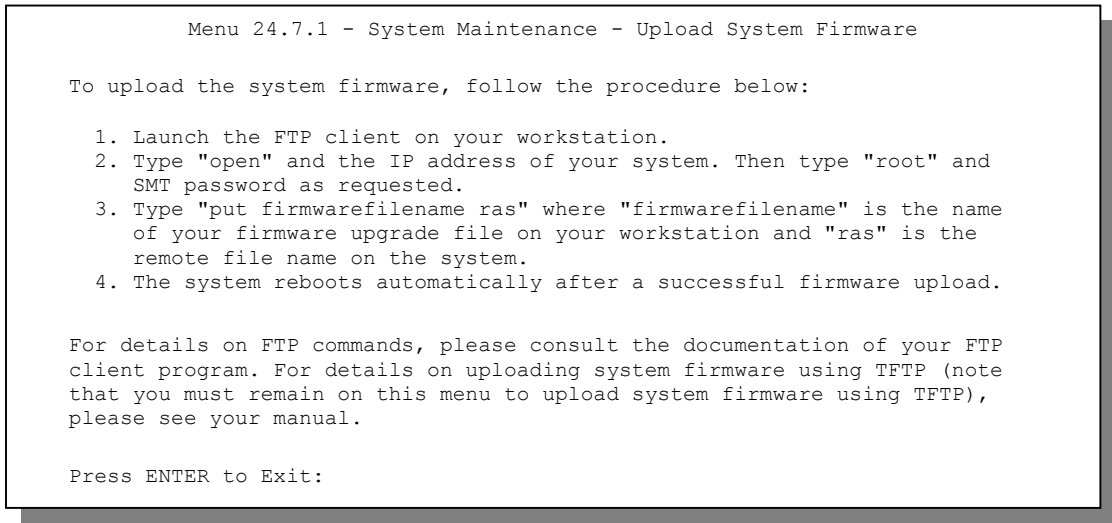 Menu 24.7.1 - System Maintenance - Upload System Firmware
To upload the system firmware, follow the procedure below:
1. Launch the FTP client on your workstation.
2. Type "open" and the IP address of your system. Then type "root" and
SMT password as requested.
3. Type "put firmwarefilename ras" where "firmwarefilename" is the name
of your firmware upgrade file on your workstation and "ras" is the
remote file name on the system.
4. The system reboots automatically after a successful firmware upload.
For details on FTP commands, please consult the documentation of your FTP
client program. For details on uploading system firmware using TFTP (note
that you must remain on this menu to upload system firmware using TFTP),
please see your manual.
Press ENTER to Exit: